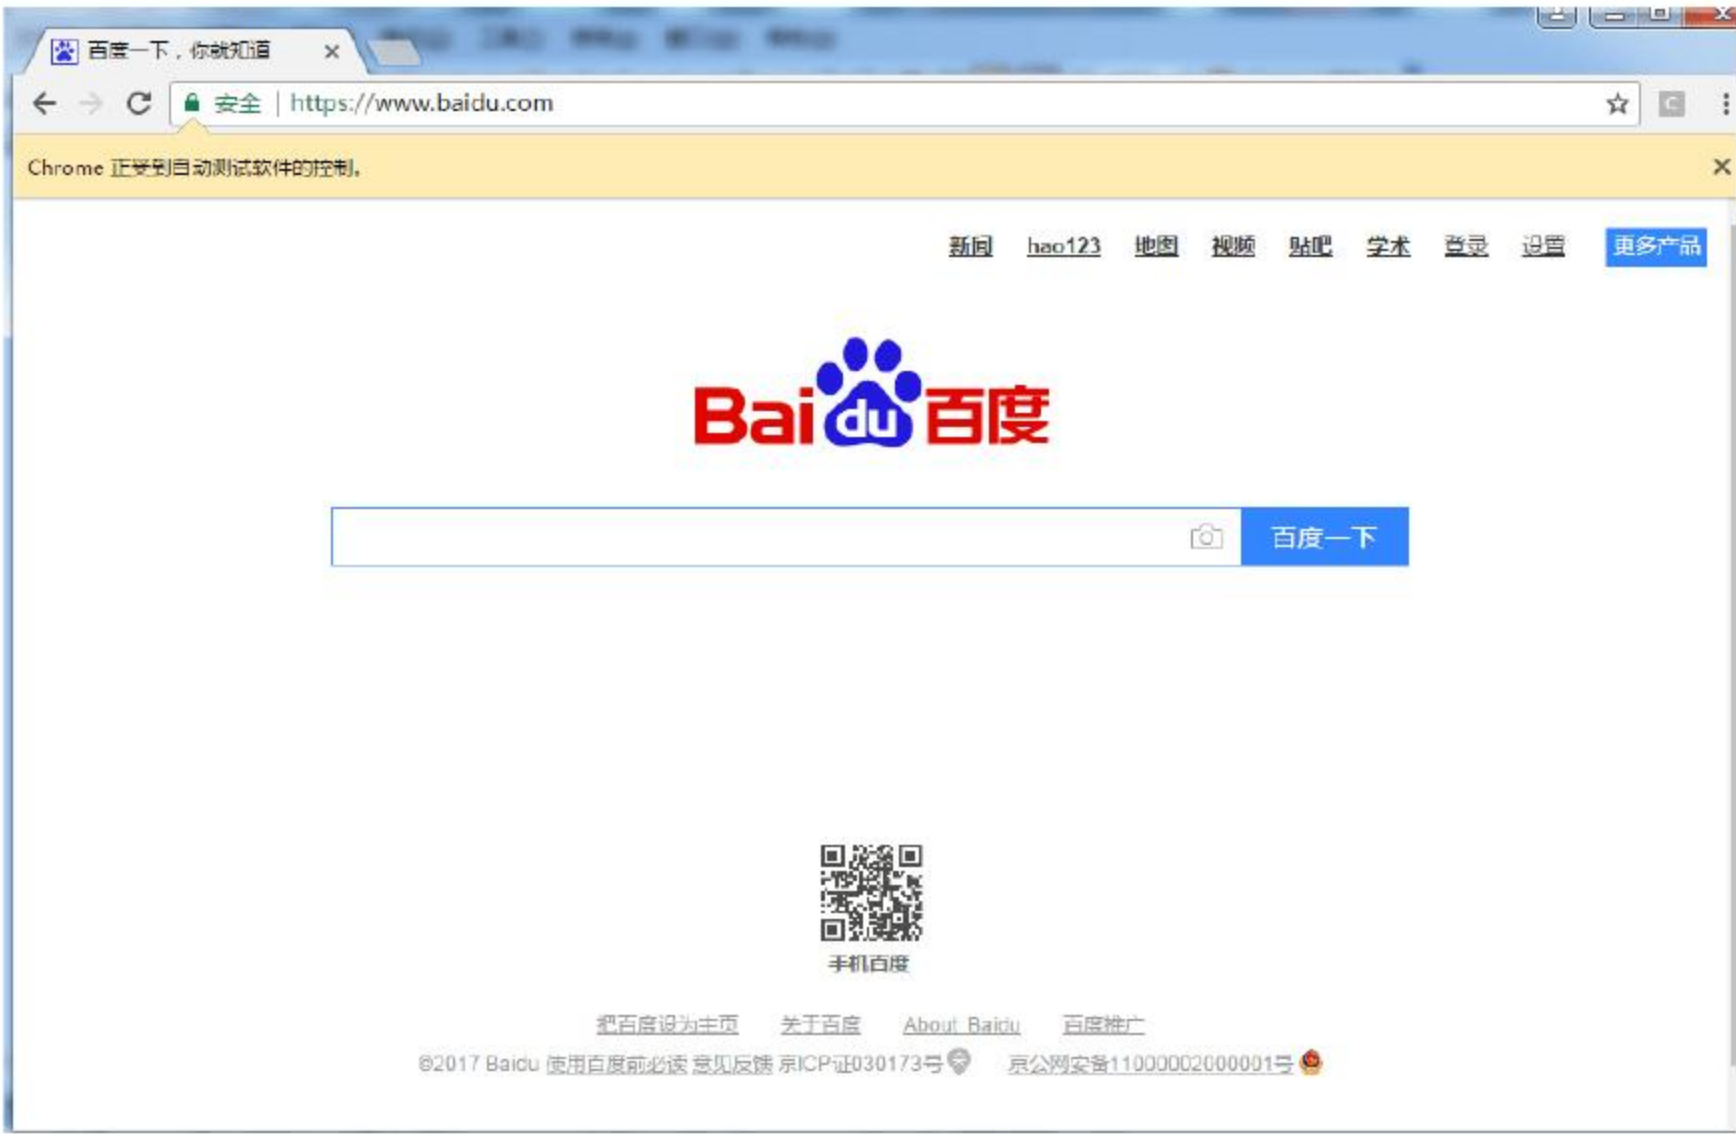 百度一下，你就知道
安全 | https://www.baidu.com
Chrome 正受到自动测试软件的控制。
新闻 hao123 地图 视频 贴吧 学术 登录 设置 更多产品
Baidu百度
百度一下
手机百度
把百度设为主页 关于百度 About Baidu 百度推广
©2017 Baidu 使用百度前必读 意见反馈 京ICP证030173号 京公网安备11000002000001号